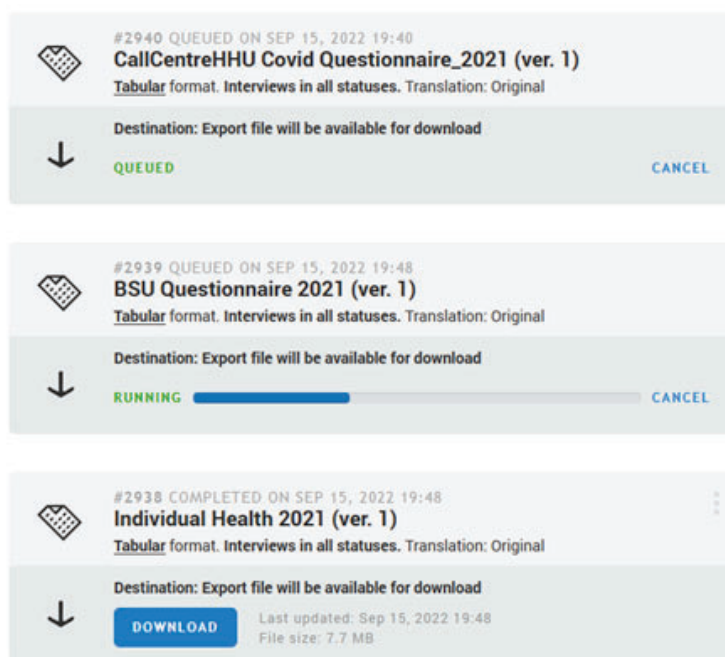 #2940 QUEUED ON SEP 15, 2022 19:40
CallCentreHHU Covid Questionnaire_2021 (ver. 1)
Tabular format. Interviews in all statuses. Translation: Original
Destination: Export file will be available for download
QUEUED CANCEL
#2939 QUEUED ON SEP 15, 2022 19:48
BSU Questionnaire 2021 (ver. 1)
Tabular format. Interviews in all statuses. Translation: Original
Destination: Export file will be available for download
RUNNING CANCEL
#2938 COMPLETED ON SEP 15, 2022 19:48
Individual Health 2021 (ver. 1)
Tabular format. Interviews in all statuses. Translation: Original
Destination: Export file will be available for download
DOWNLOAD Last updated: Sep 15, 2022 19:48
File size: 7.7 MB